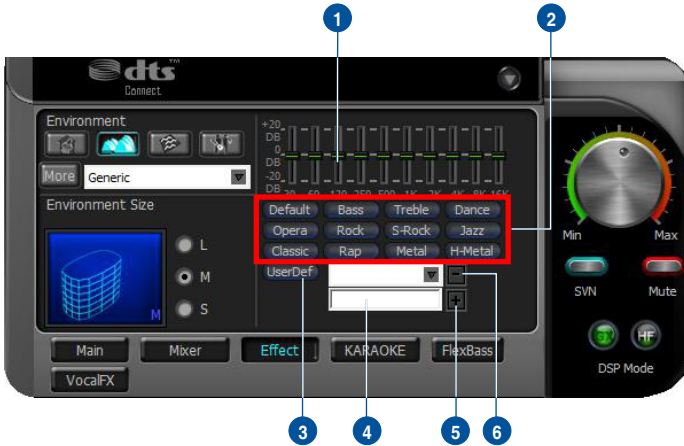 1
2
dts™
Connect
Environment
+20
DB
0
DB
-20
DB
30 60 120 250 500 1K 2K 4K 8K 16K
More
Generic
Environment Size
Default Bass Treble Dance
Opera Rock S-Rock Jazz
Classic Rap Metal H-Metal
UserDef
L
M
S
M
Min Max
SVN Mute
HF
DSP Mode
Main Mixer Effect KARAOKE FlexBass
VocalFX
3 4 5 6